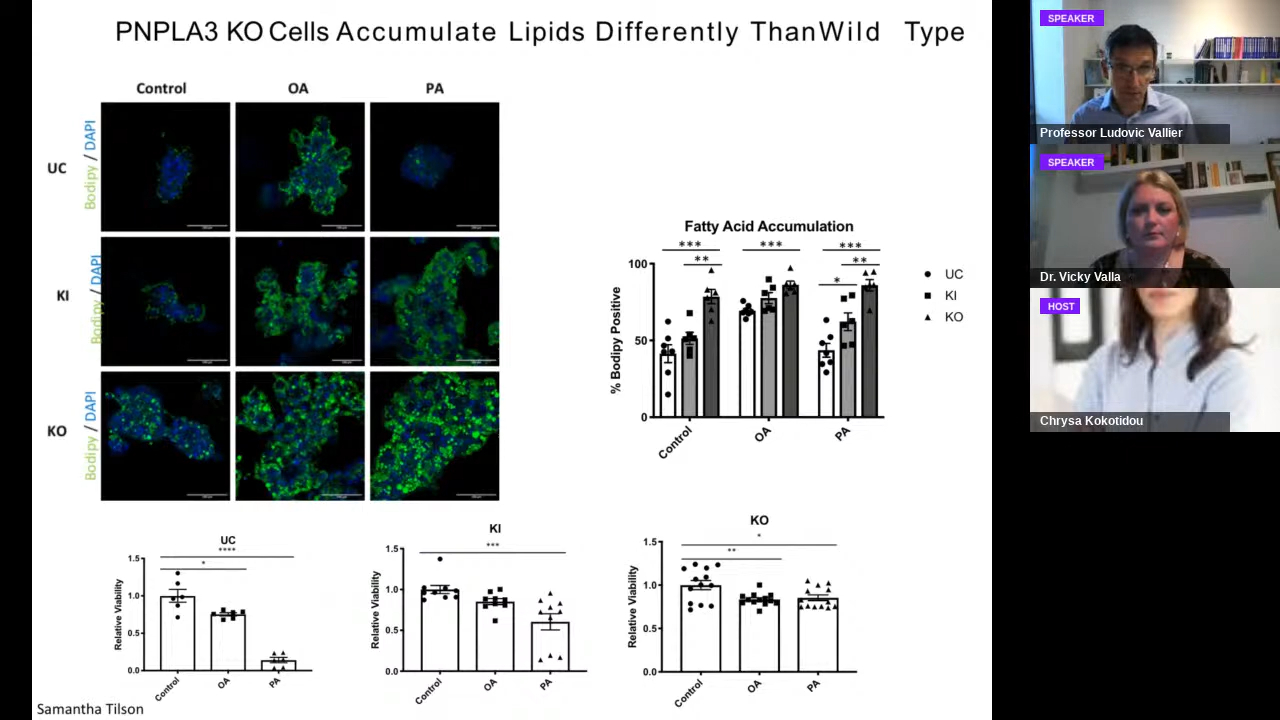 PNPLA3 KO Cells Accumulate Lipids Differently Than Wild Type
Control OA PA
UC Bodipy / DAPI
KI Bodipy / DAPI
KO Bodipy / DAPI
Fatty Acid Accumulation
*** *** ***
** **
*
% Bodipy Positive
100
50
0
Control OA PA
UC
KI
KO
UC
****
*
Relative Viability
1.5
1.0
0.5
0.0
Control OA PA
KI
***
Relative Viability
1.5
1.0
0.5
0.0
Control OA PA
KO
*
**
Relative Viability
1.5
1.0
0.5
0.0
Control OA PA
Samantha Tilson
SPEAKER
Professor Ludovic Vallier
SPEAKER
Dr. Vicky Valla
HOST
Chrysa Kokotidou